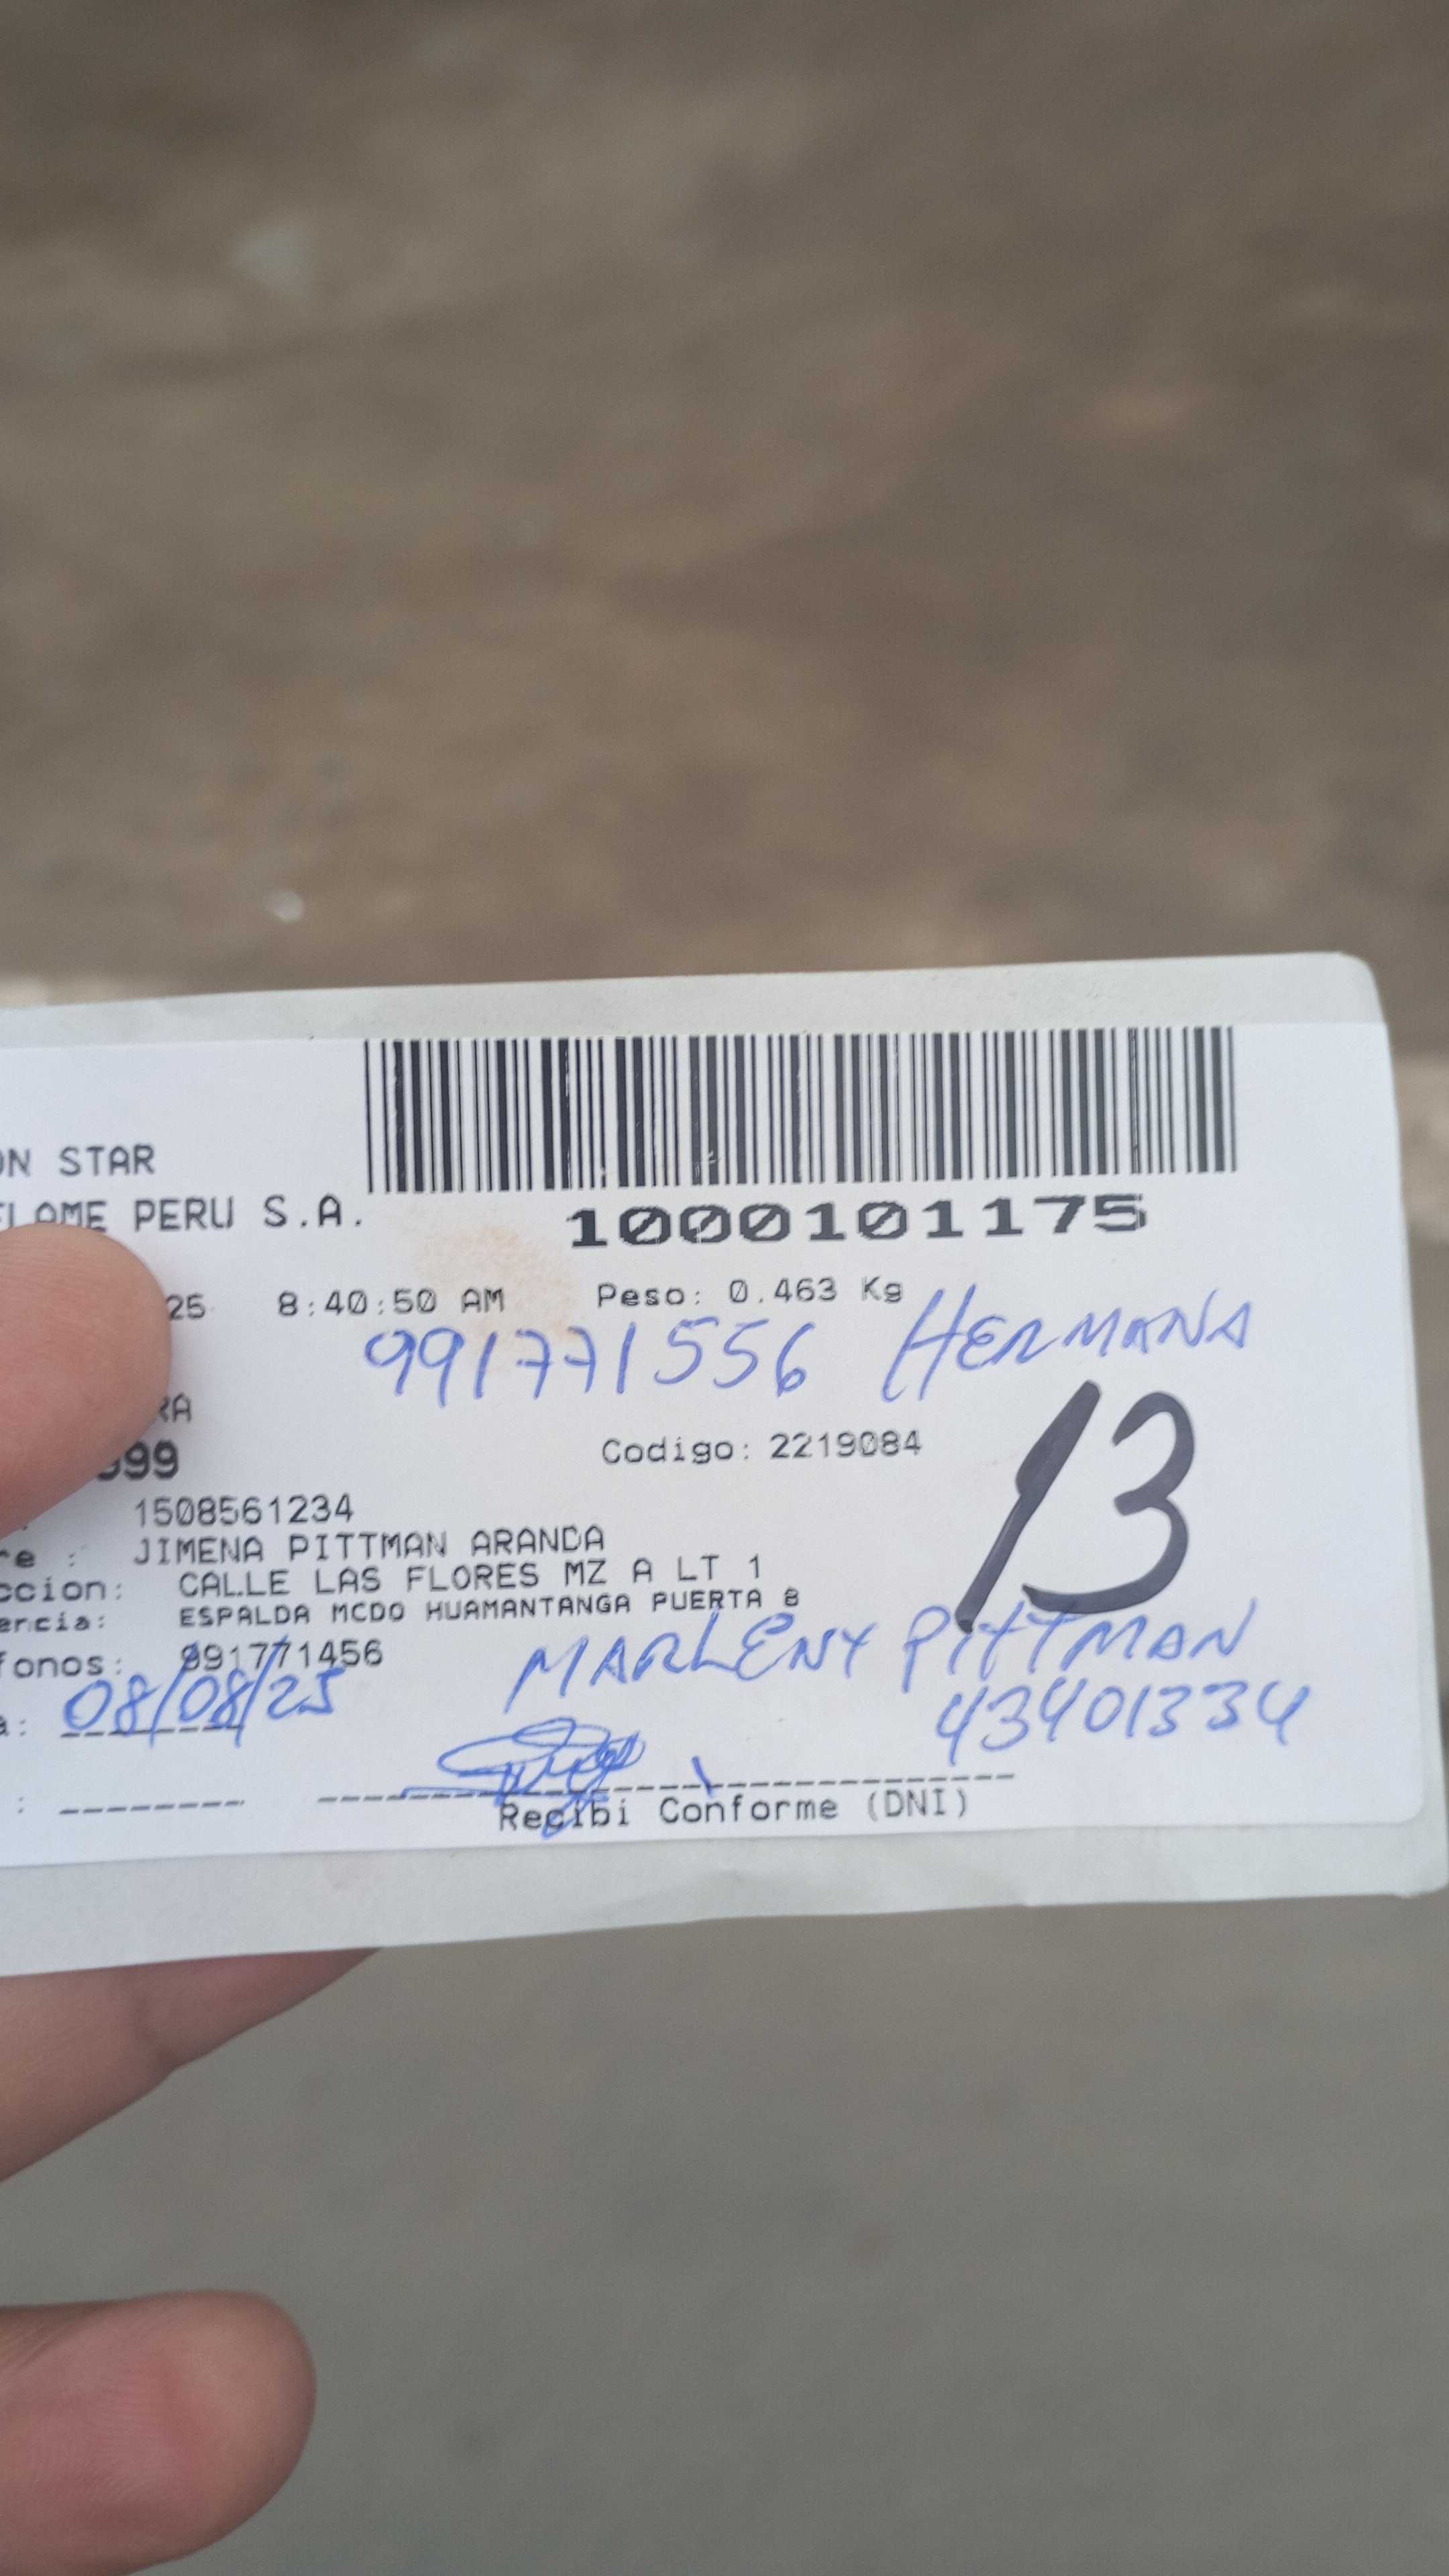 ON STAR
FLAME PERU S.A.
1000101175
25 8:40:50 AM Peso: 0.463 Kg
991771556 HERMANA
RA
13
999 Codigo: 2219084
1508561234
re : JIMENA PITTMAN ARANDA
ccion: CALLE LAS FLORES MZ A LT 1
encia: ESPALDA MCDO HUAMANTANGA PUERTA 8
fonos: 991771456
MARLENY PITTMAN
a: 08/08/25
43401334
:
Recibi Conforme (DNI)